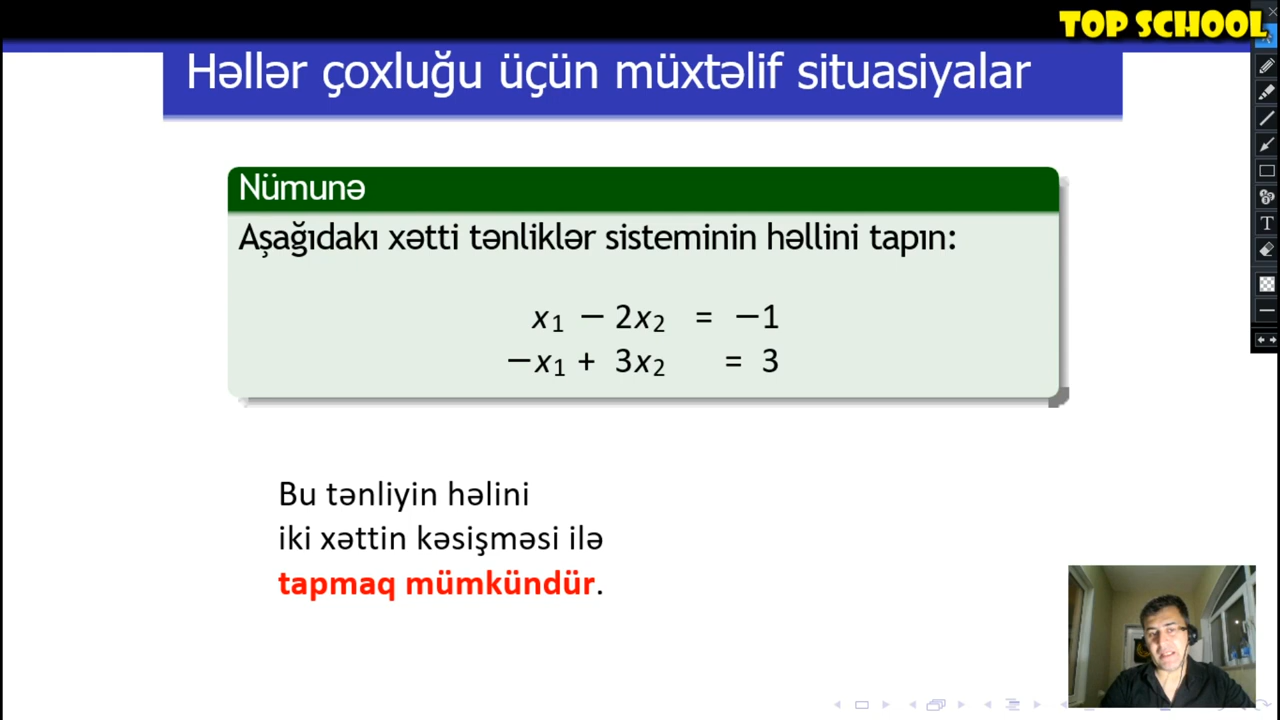 TOP SCHOOL
Həllər çoxluğu üçün müxtəlif situasiyalar
Nümunə
Aşağıdakı xətti tənliklər sisteminin həllini tapın:
x₁ − 2x₂ = −1
−x₁ + 3x₂ = 3
Bu tənliyin həlini
iki xəttin kəsişməsi ilə
tapmaq mümkündür.